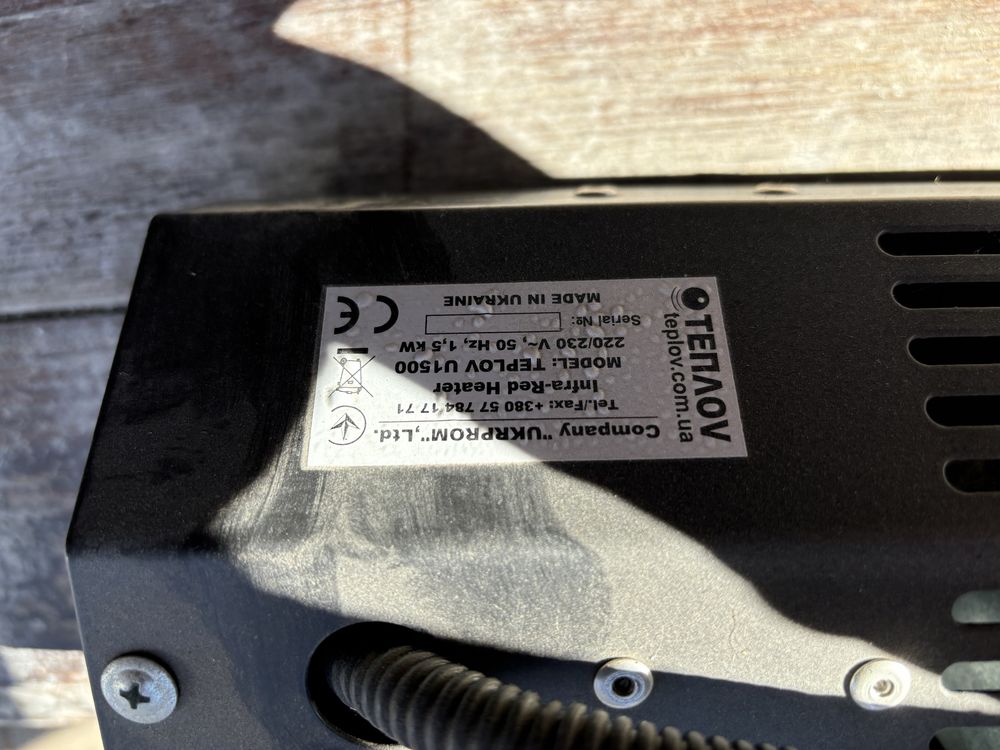 Company "UKRPROM",Ltd.
Tel./Fax: +380 57 784 17 71
Infra-Red Heater
MODEL: TEPLOV U1500
220/230 V~, 50 Hz, 1,5 kW
Serial №:
MADE IN UKRAINE
ТЕПЛОV
teplov.com.ua
CE